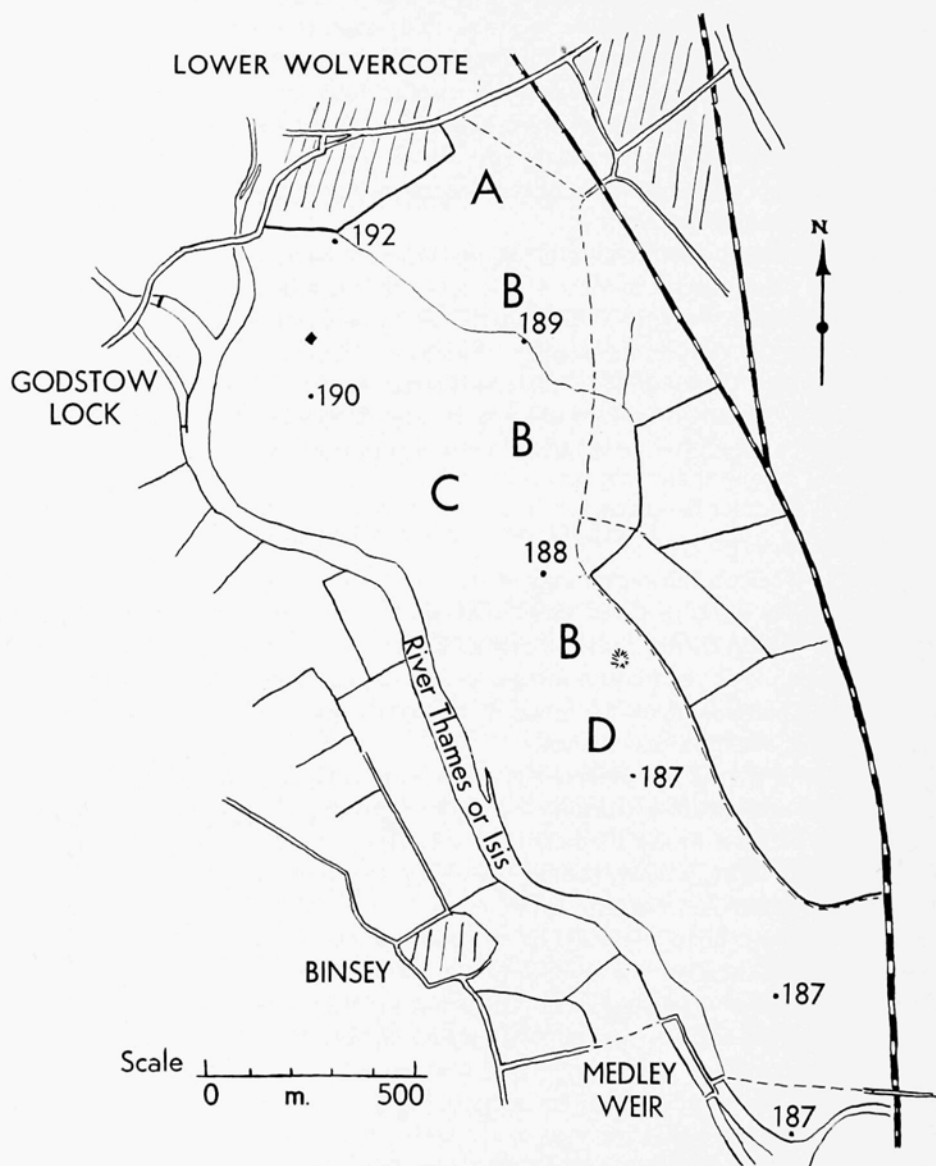 LOWER WOLVERCOTE
A
N
192
B
189
GODSTOW
LOCK
190
B
C
188
B
River Thames or Isis
D
187
BINSEY
187
Scale
0 m. 500
MEDLEY
WEIR
187